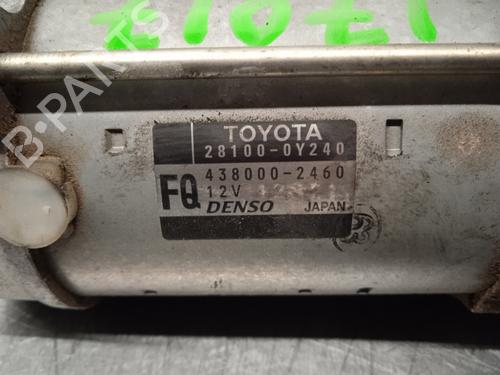 B-PARTS
TOYOTA
28100-0Y240
438000-2460
FQ
12V
DENSO JAPAN